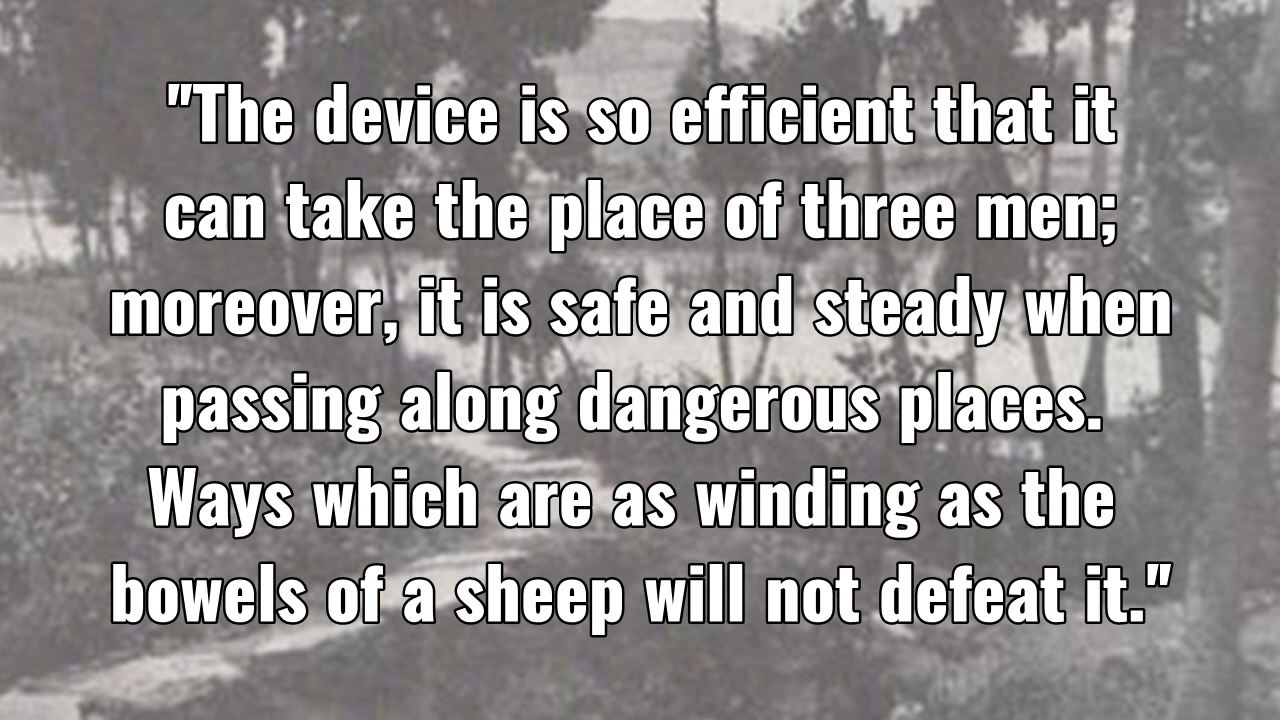 "The device is so efficient that it
can take the place of three men;
moreover, it is safe and steady when
passing along dangerous places.
Ways which are as winding as the
bowels of a sheep will not defeat it."